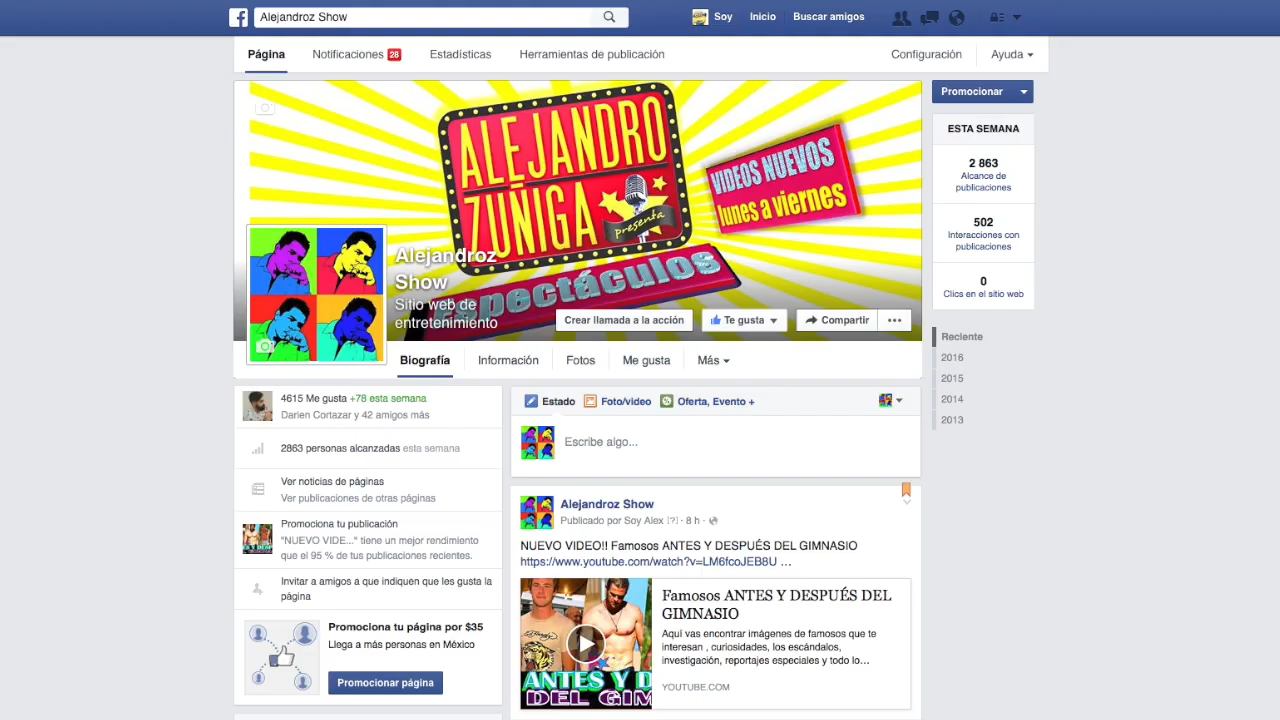 Alejandroz Show
Soy
Inicio
Buscar amigos
Página
Notificaciones 28
Estadísticas
Herramientas de publicación
Configuración
Ayuda
ALEJANDRO
ZUÑIGA
presenta
Espectáculos
VIDEOS NUEVOS
lunes a viernes
Alejandroz
Show
Sitio web de
entretenimiento
Crear llamada a la acción
Te gusta
Compartir
Promocionar
ESTA SEMANA
2 863
Alcance de
publicaciones
502
Interacciones con
publicaciones
0
Clics en el sitio web
Reciente
2016
2015
2014
2013
Biografía
Información
Fotos
Me gusta
Más
4615 Me gusta +78 esta semana
Darien Cortazar y 42 amigos más
2863 personas alcanzadas esta semana
Ver noticias de páginas
Ver publicaciones de otras páginas
Promociona tu publicación
"NUEVO VIDE..." tiene un mejor rendimiento
que el 95 % de tus publicaciones recientes.
Invitar a amigos a que indiquen que les gusta la
página
Promociona tu página por $35
Llega a más personas en México
Promocionar página
Estado
Foto/video
Oferta, Evento +
Escribe algo...
Alejandroz Show
Publicado por Soy Alex [?] · 8 h ·
NUEVO VIDEO!! Famosos ANTES Y DESPUÉS DEL GIMNASIO
https://www.youtube.com/watch?v=LM6fcoJEB8U ...
Famosos ANTES Y DESPUÉS DEL
GIMNASIO
Aquí vas encontrar imágenes de famosos que te
interesan , curiosidades, los escándalos,
investigación, reportajes especiales y todo lo...
YOUTUBE.COM
ANTES Y D
DEL GIM